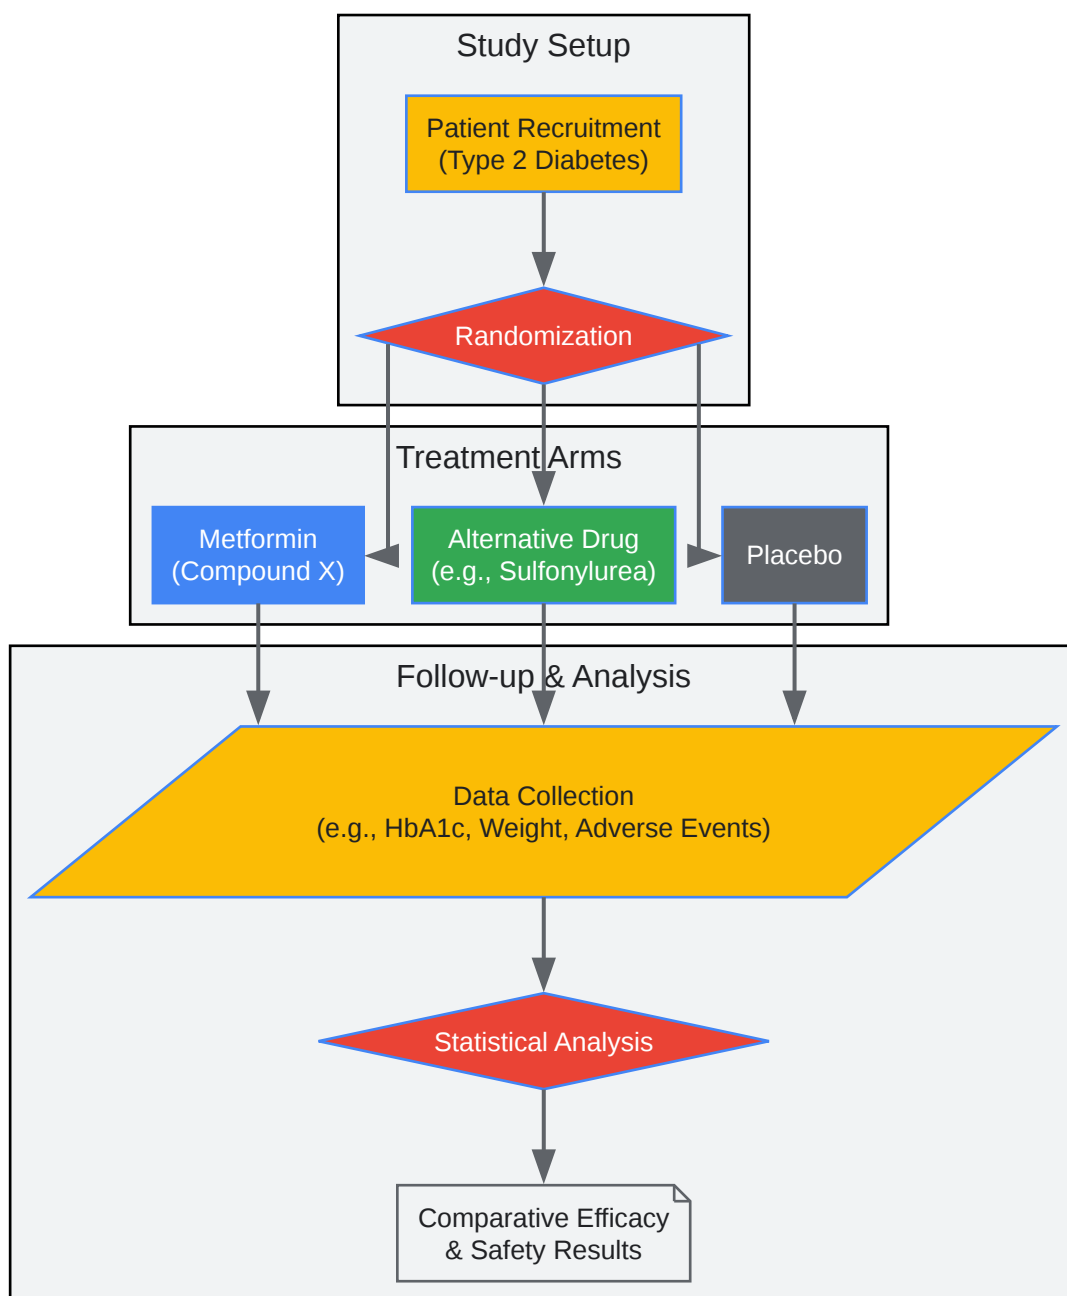 Study Setup
Patient Recruitment
(Type 2 Diabetes)
Randomization
Treatment Arms
Metformin
(Compound X)
Alternative Drug
(e.g., Sulfonylurea)
Placebo
Follow-up & Analysis
Data Collection
(e.g., HbA1c, Weight, Adverse Events)
Statistical Analysis
Comparative Efficacy
& Safety Results